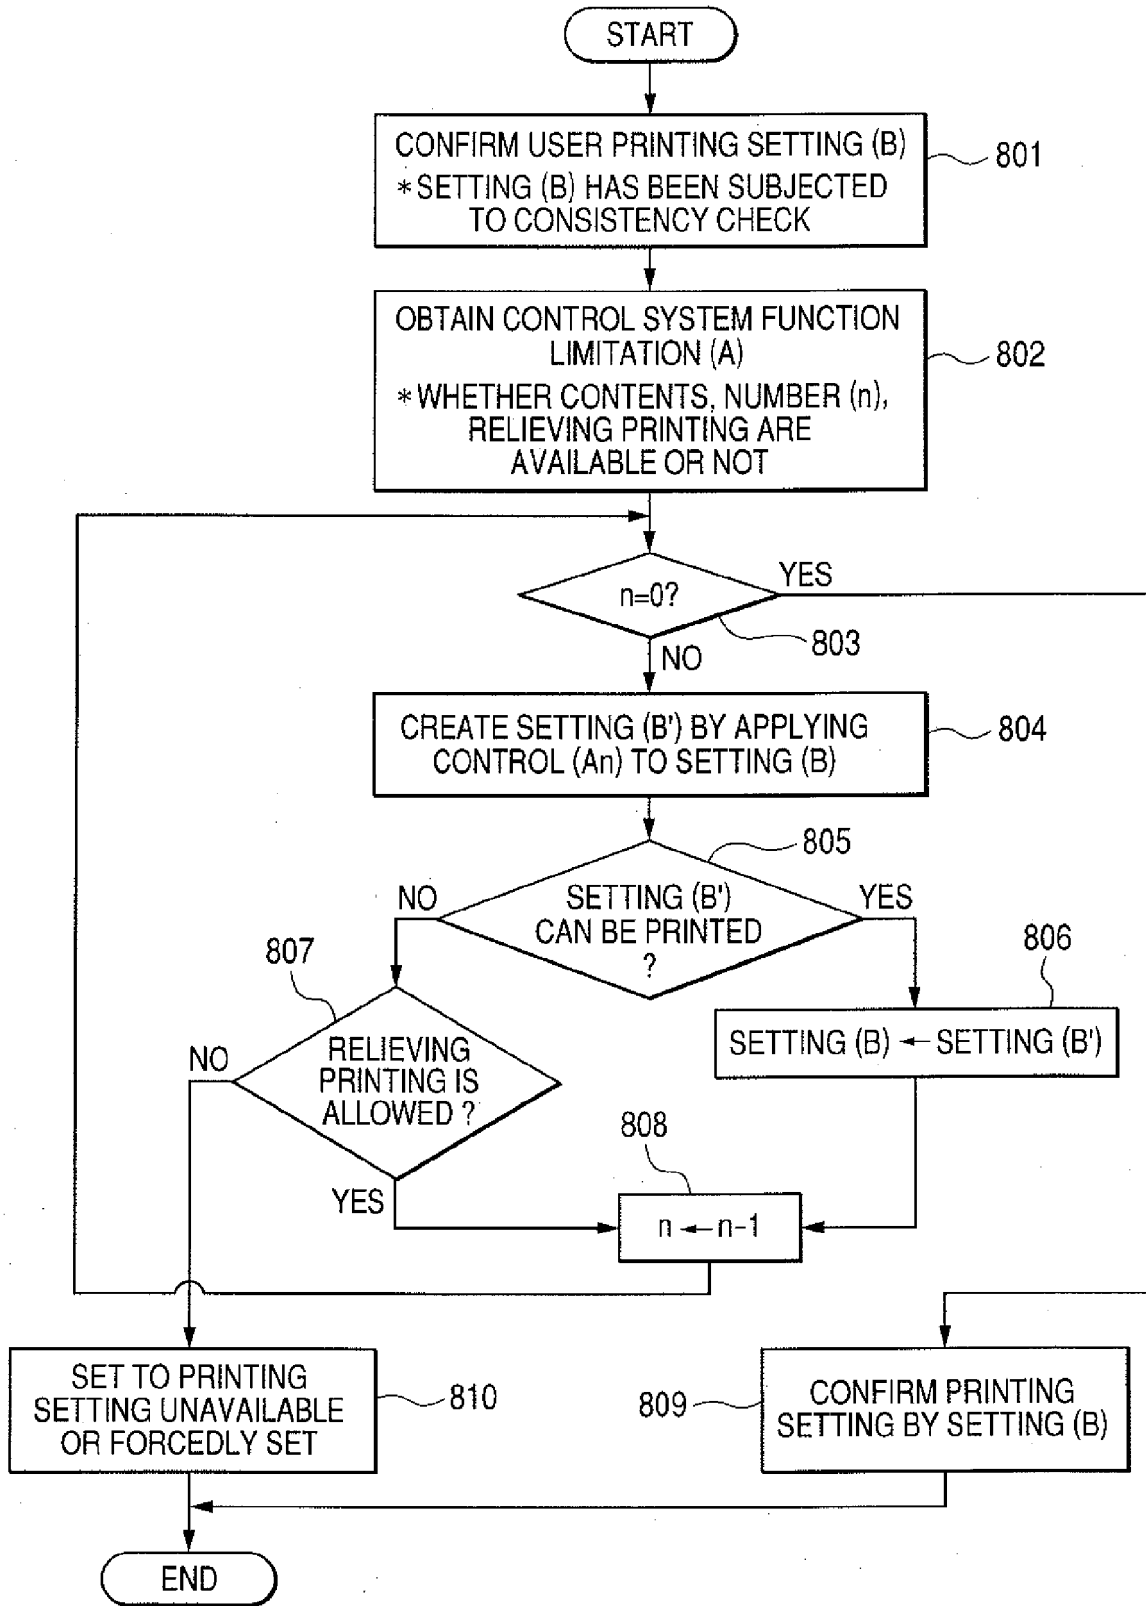 START
CONFIRM USER PRINTING SETTING (B)
* SETTING (B) HAS BEEN SUBJECTED
TO CONSISTENCY CHECK
801
OBTAIN CONTROL SYSTEM FUNCTION
LIMITATION (A)
* WHETHER CONTENTS, NUMBER (n),
RELIEVING PRINTING ARE
AVAILABLE OR NOT
802
n=0?
YES
803
NO
CREATE SETTING (B') BY APPLYING
CONTROL (An) TO SETTING (B)
804
805
SETTING (B')
CAN BE PRINTED
?
NO
YES
807
806
RELIEVING
PRINTING IS
ALLOWED ?
NO
SETTING (B) ← SETTING (B')
YES
808
n ← n-1
SET TO PRINTING
SETTING UNAVAILABLE
OR FORCEDLY SET
810
809
CONFIRM PRINTING
SETTING BY SETTING (B)
END